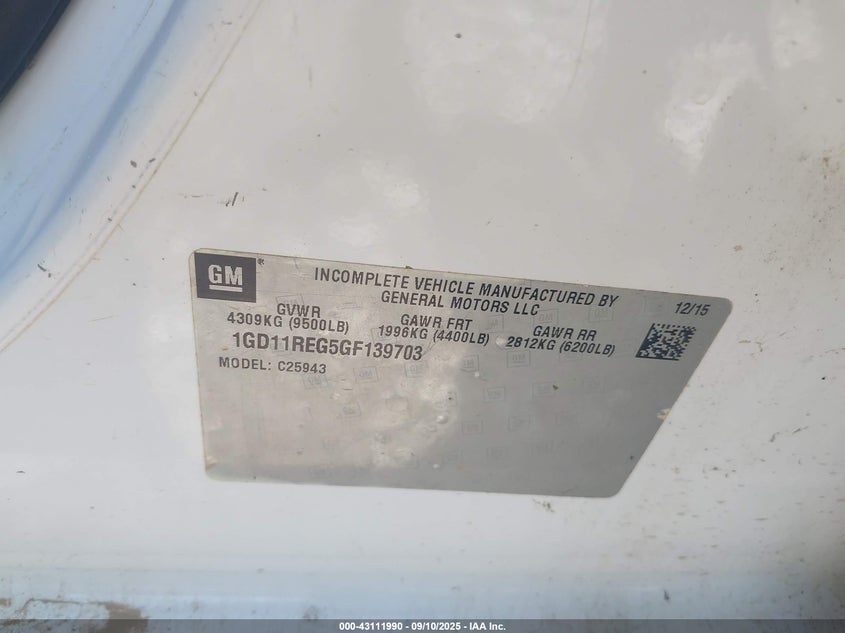 GM
INCOMPLETE VEHICLE MANUFACTURED BY
GENERAL MOTORS LLC
12/15
GVWR
4309KG (9500LB)
GAWR FRT
1996KG (4400LB)
GAWR RR
2812KG (6200LB)
1GD11REG5GF139703
MODEL: C25943
000-43111990 - 09/10/2025 - IAA Inc.